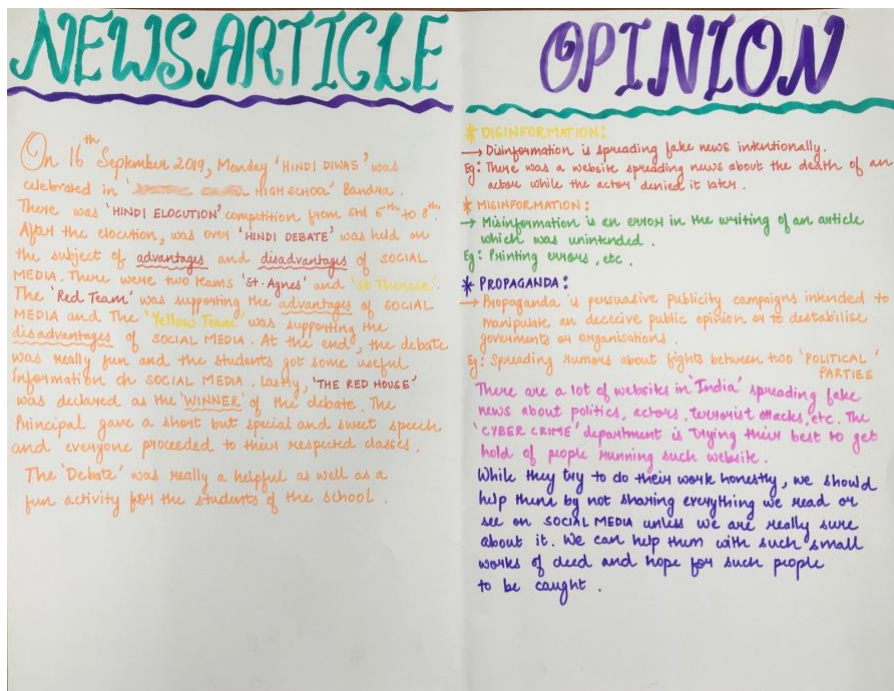 NEWS ARTICLE
On 16th September 2019, Monday 'HINDI DIWAS' was
celebrated in ' HIGH SCHOOL' Bandra.
There was 'HINDI ELOCUTION' competition from std 5th to 8th.
After the elocution, was over 'HINDI DEBATE' was held on
the subject of advantages and disadvantages of SOCIAL
MEDIA. There were two teams 'St. Agnes' and 'St Therese'.
The 'Red Team' was supporting the advantages of SOCIAL
MEDIA and The 'Yellow Team' was supporting the
disadvantages of SOCIAL MEDIA. At the end, the debate
was really fun and the students got some useful
Information on SOCIAL MEDIA. Lastly, 'THE RED HOUSE'
was declared as the 'WINNER' of the debate. The
Principal gave a short but special and sweet speech
and everyone proceeded to their respected classes.
The 'Debate' was really a helpful as well as a
fun activity for the students of the school.
OPINION
* DISINFORMATION:
→ Disinformation is spreading fake news intentionally.
Eg: There was a website spreading news about the death of an
actor while the actor denied it later.
* MISINFORMATION:
→ Misinformation is an error in the writing of an article
which was unintended.
Eg: Printing errors, etc.
* PROPAGANDA:
→ Propaganda is persuasive publicity campaigns intended to
manipulate an deceive public opinion or to destabilise
goverments or organisations.
Eg: Spreading rumors about fights between two 'POLITICAL'
PARTIES
There are a lot of websites in 'India' spreading fake
news about politics, actors, terrorist attacks, etc. The
'CYBER CRIME' department is trying their best to get
hold of people running such website.
While they try to do their work honestly, we should
help them by not sharing everything we read or
see on SOCIAL MEDIA unless we are really sure
about it. We can help them with such small
works of deed and hope for such people
to be caught.